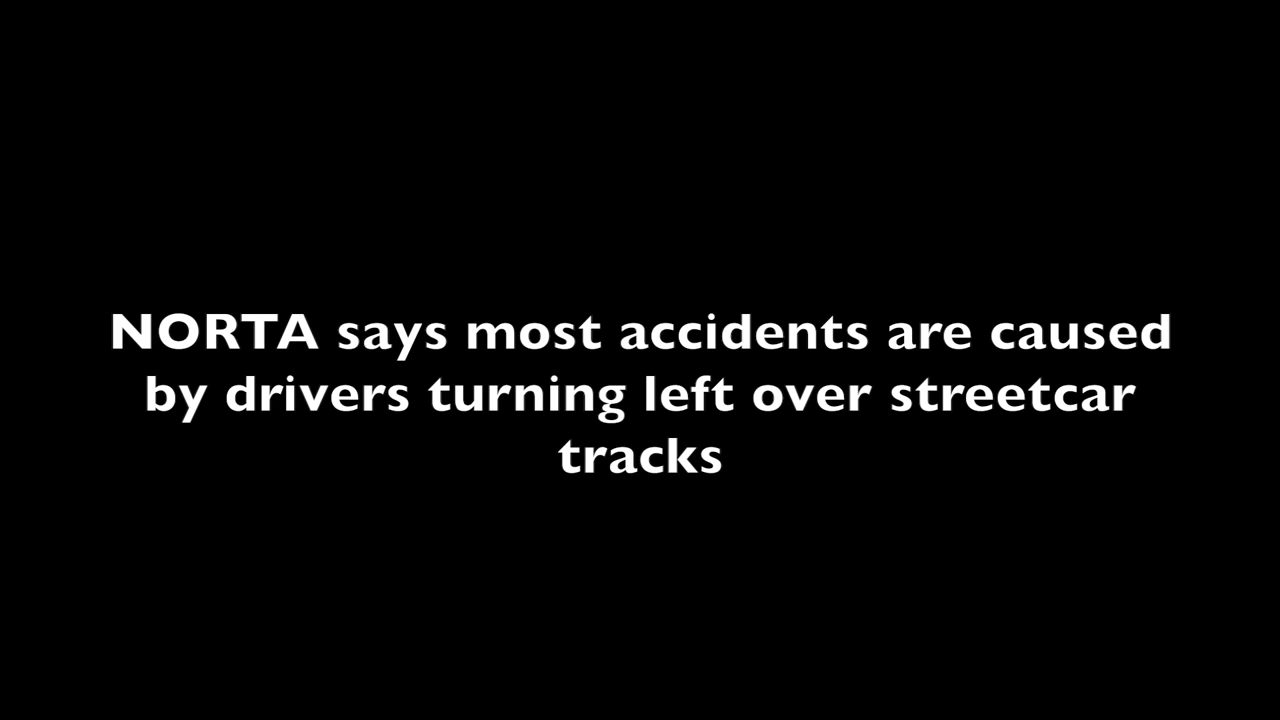 NORTA says most accidents are caused
by drivers turning left over streetcar
tracks